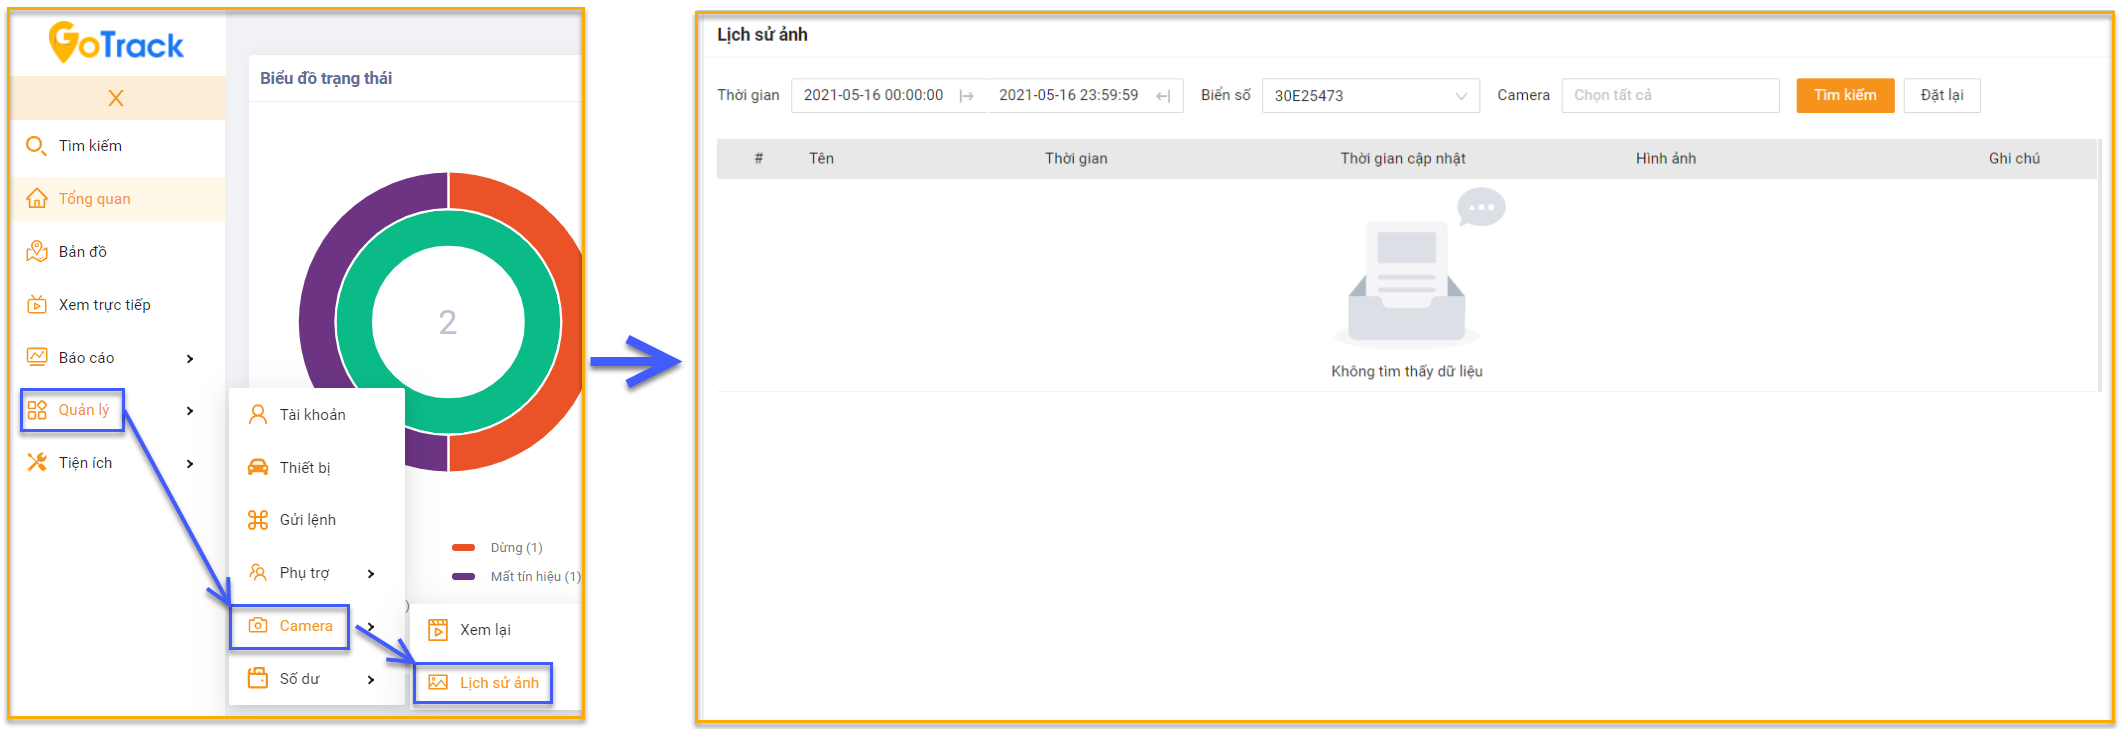 GoTrack
X
Tìm kiếm
Tổng quan
Bản đồ
Xem trực tiếp
Báo cáo
Quản lý
Tiện ích
Biểu đồ trạng thái
2
Dừng (1)
Mất tín hiệu (1)
)
Tài khoản
Thiết bị
Gửi lệnh
Phụ trợ
Camera
Số dư
Xem lại
Lịch sử ảnh
Lịch sử ảnh
Thời gian 2021-05-16 00:00:00 2021-05-16 23:59:59 Biển số 30E25473 Camera Chọn tất cả Tìm kiếm Đặt lại
# Tên Thời gian Thời gian cập nhật Hình ảnh Ghi chú
Không tìm thấy dữ liệu